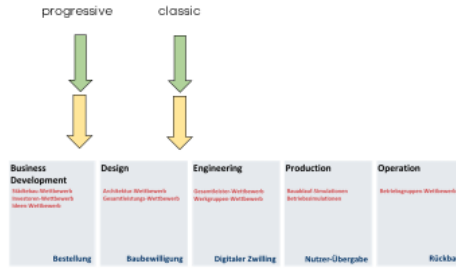 progressive
classic
Business
Development
Städtebau-Wettbewerb
Investoren-Wettbewerb
Ideen-Wettbewerb
Bestellung
Design
Architektur-Wettbewerb
Gesamtleistungs-Wettbewerb
Baubewilligung
Engineering
Gesamtleister-Wettbewerb
Werkgruppen-Wettbewerb
Digitaler Zwilling
Production
Bauablauf-Simulationen
Betriebssimulationen
Nutzer-Übergabe
Operation
Betriebsgruppen-Wettbewerb
Rückba